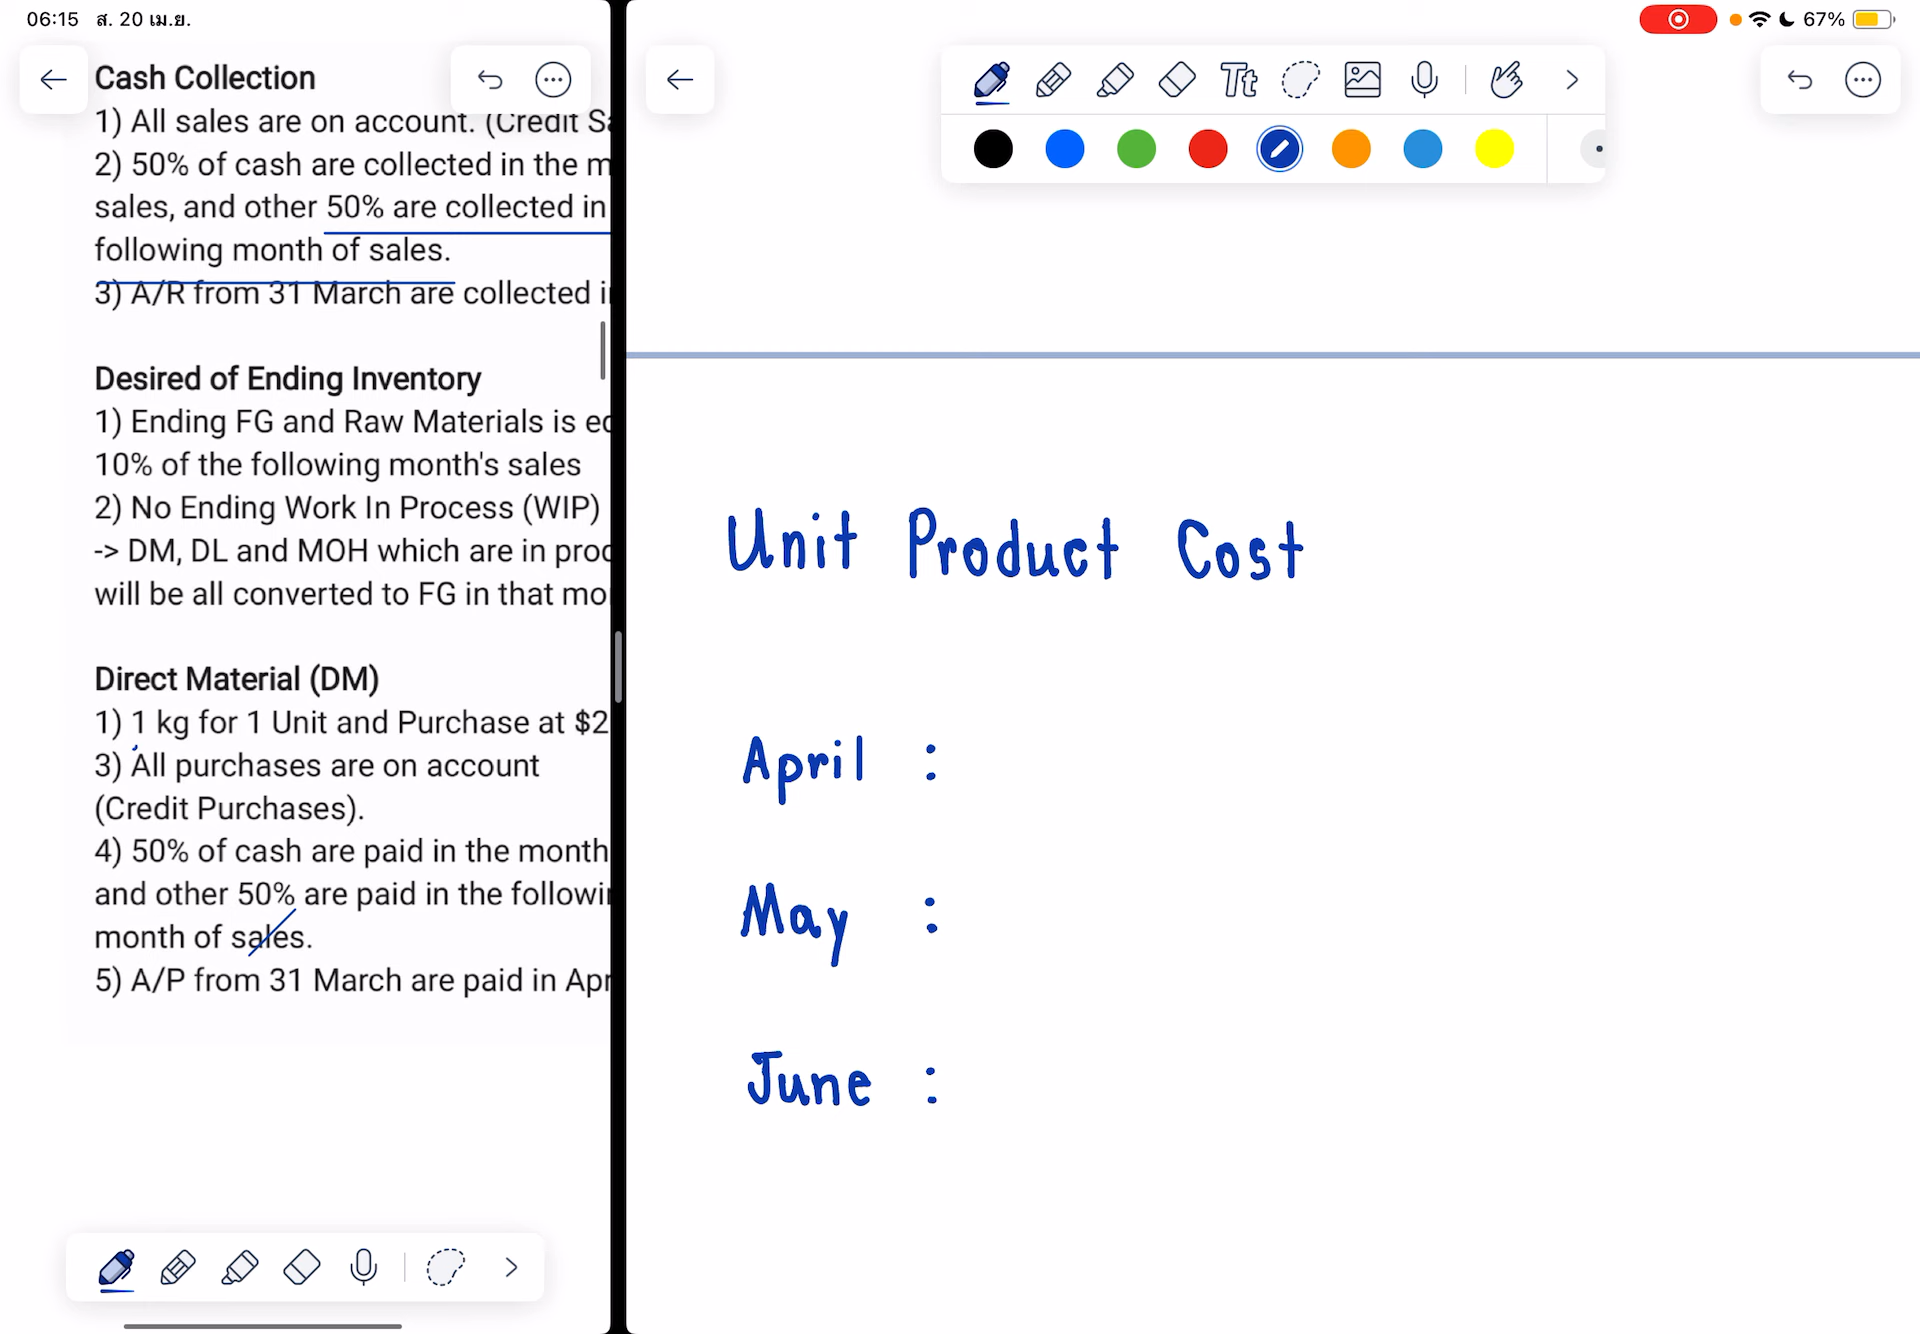 06:15 ส. 20 เม.ย.
67%
Cash Collection
1) All sales are on account. (Credit
2) 50% of cash are collected in the
sales, and other 50% are collected in
following month of sales.
3) A/R from 31 March are collected
Desired of Ending Inventory
1) Ending FG and Raw Materials is
10% of the following month's sales
2) No Ending Work In Process (WIP)
-> DM, DL and MOH which are in
will be all converted to FG in that
Direct Material (DM)
1) 1 kg for 1 Unit and Purchase at $2
3) All purchases are on account
(Credit Purchases).
4) 50% of cash are paid in the month
and other 50% are paid in the
month of sales.
5) A/P from 31 March are paid in
Tt
Unit Product Cost
April :
May :
June :